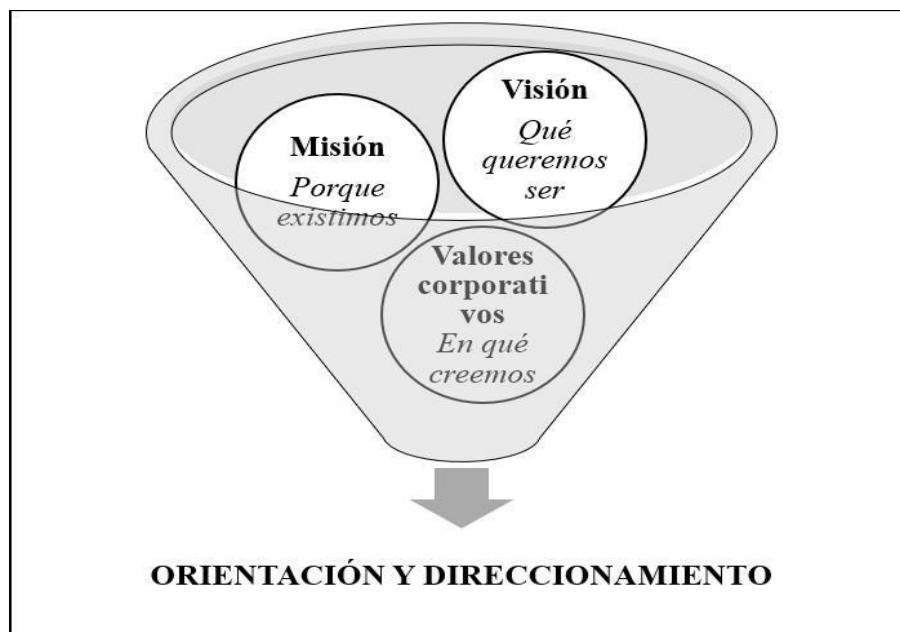 Misión
Porque
existimos
Visión
Qué
queremos
ser
Valores
corporati
vos
En qué
creemos
ORIENTACIÓN Y DIRECCIONAMIENTO